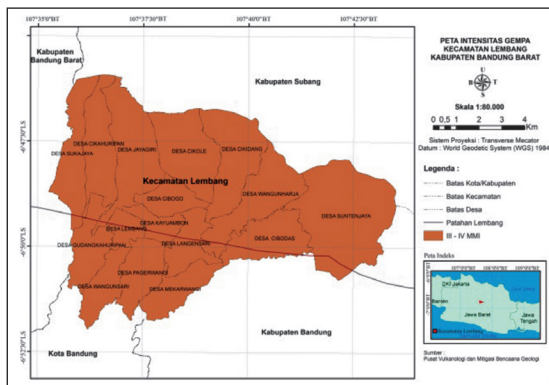 107°35'0"BT
107°37'30"BT
107°40'0"BT
107°42'30"BT
Kabupaten
Bandung Barat
Kabupaten Subang
6°47'30"LS
DESA CIKAHURIPAN
DESA SUKAJAYA
DESA JAYAGIRI
DESA CIKOLE
DESA CIKIDANG
Kecamatan Lembang
DESA WANGUNHARJA
DESA CIBOGO
DESA SUNTENJAYA
DESA KAYUAMBON
DESA LEMBANG
DESA CIBODAS
DESA GUDANGKAHURIPAN
DESA LANGENSARI
6°50'0"LS
DESA PAGERWANGI
DESA WANGUNSARI
DESA MEKARWANGI
Kabupaten Bandung
Kota Bandung
6°52'30"LS
PETA INTENSITAS GEMPA
KECAMATAN LEMBANG
KABUPATEN BANDUNG BARAT
U
B T
S
Skala 1:80.000
0 0,5 1 2 3 4
Km
Sistem Proyeksi : Transverse Mecator
Datum : World Geodetic System (WGS) 1984
Legenda :
Batas Kota/Kabupaten
Batas Kecamatan
Batas Desa
Patahan Lembang
III - IV MMI
Peta Indeks
DKI Jakarta
Banten
Jawa Barat
Jawa
Tengah
Kecamatan Lembang
Sumber :
Pusat Vulkanologi dan Mitigasi Bencana Geologi